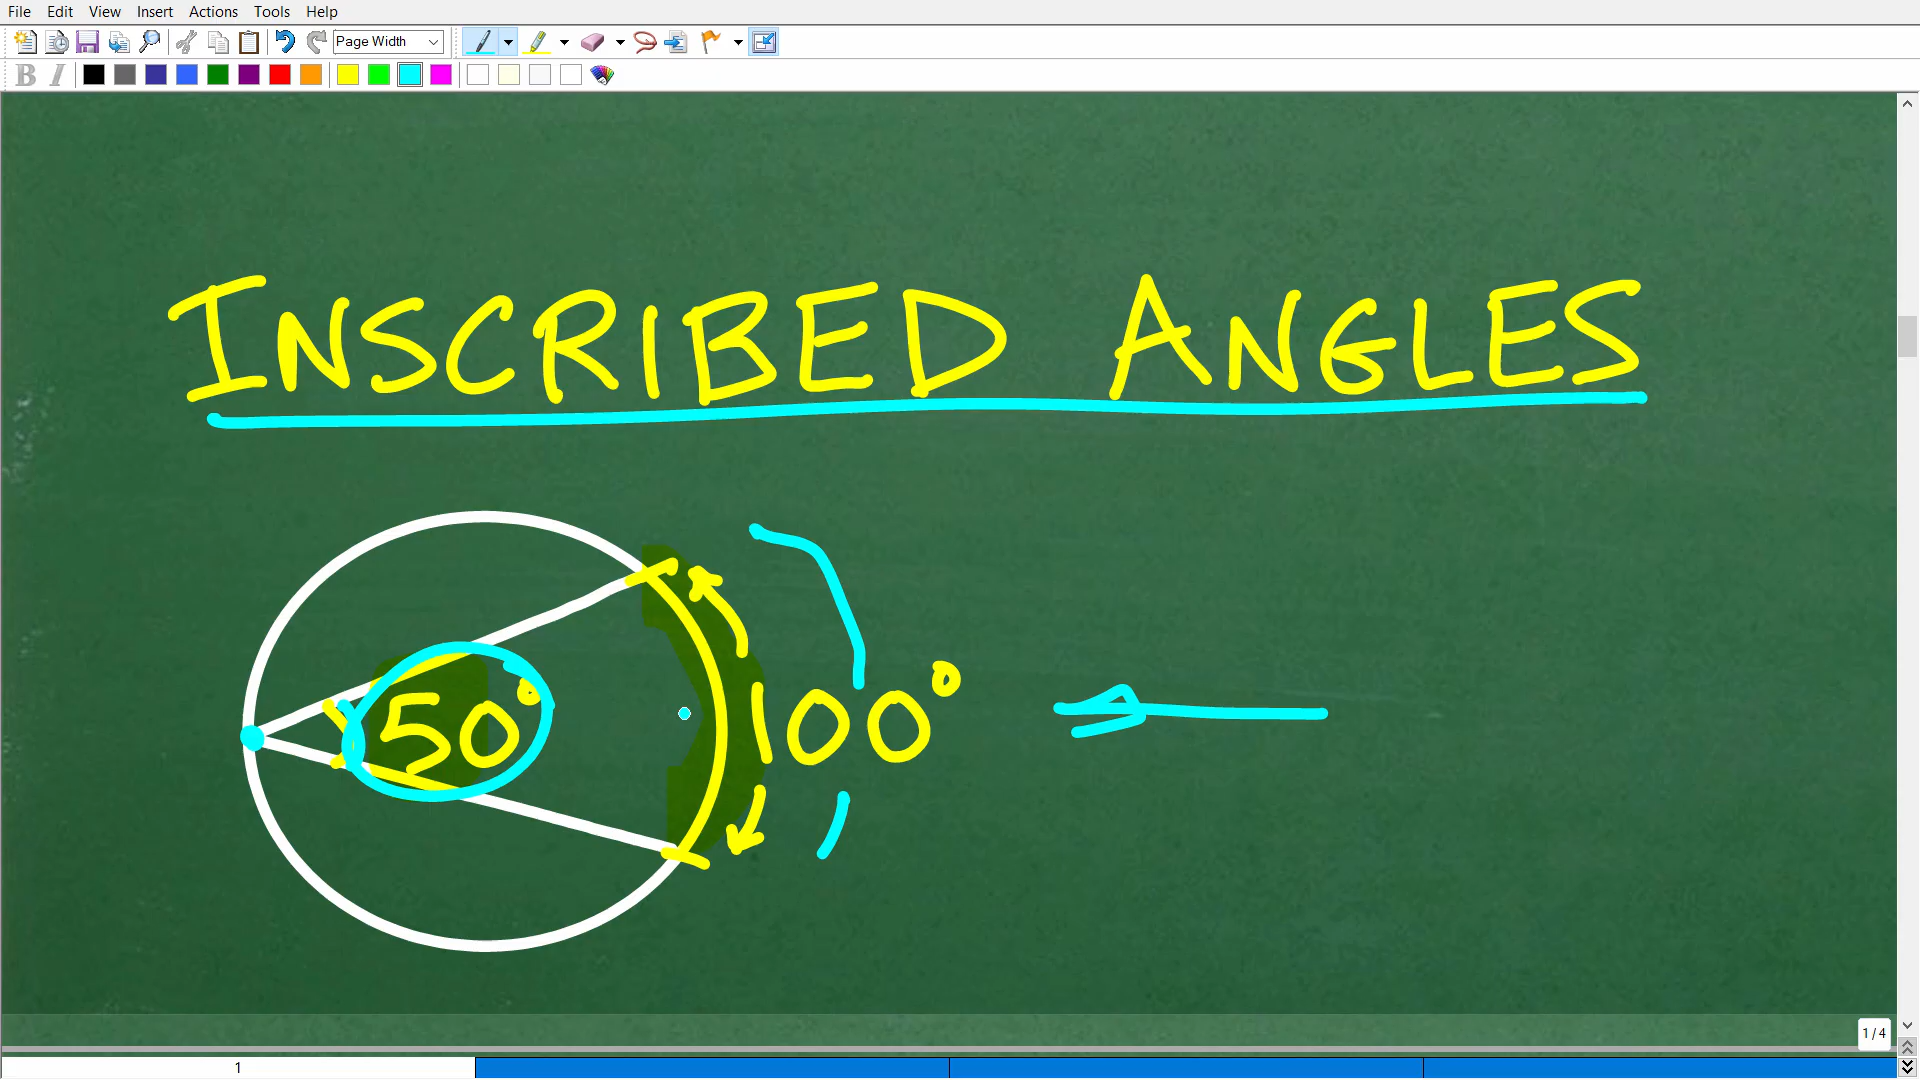 File Edit View Insert Actions Tools Help
Page Width
B I
INSCRIBED ANGLES
50° 100°
1 / 4
1